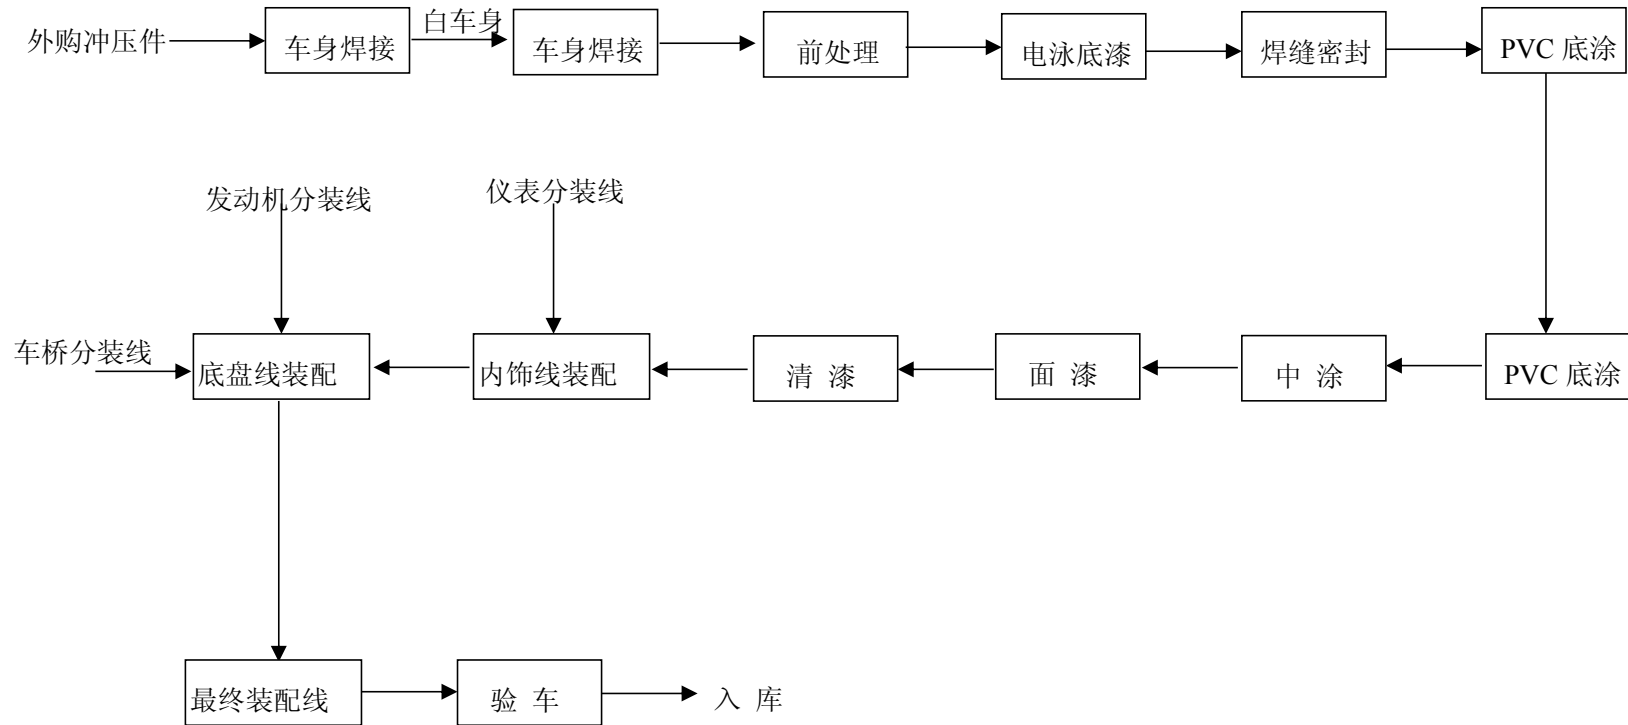 外购冲压件
车身焊接
白车身
车身焊接
前处理
电泳底漆
焊缝密封
PVC 底涂
发动机分装线
仪表分装线
车桥分装线
底盘线装配
内饰线装配
清 漆
面 漆
中 涂
PVC 底涂
最终装配线
验 车
入 库